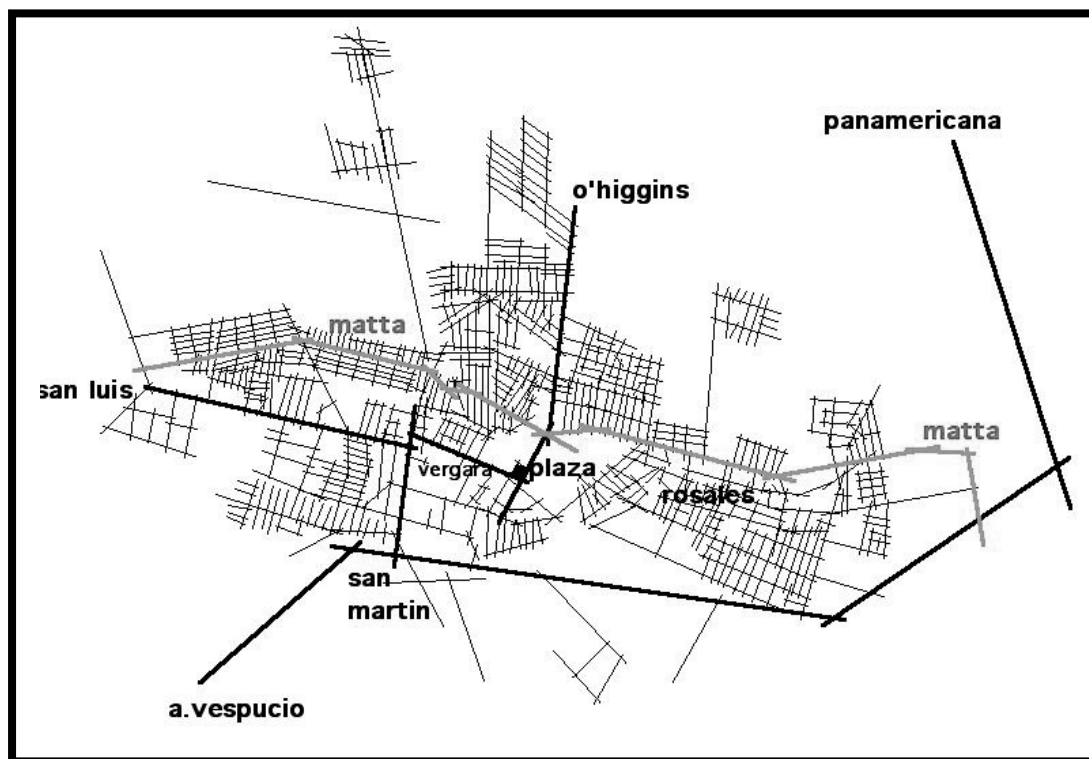 panamericana
o'higgins
matta
san luis
matta
vergara
plaza
rosales
san
martin
a.vespucio